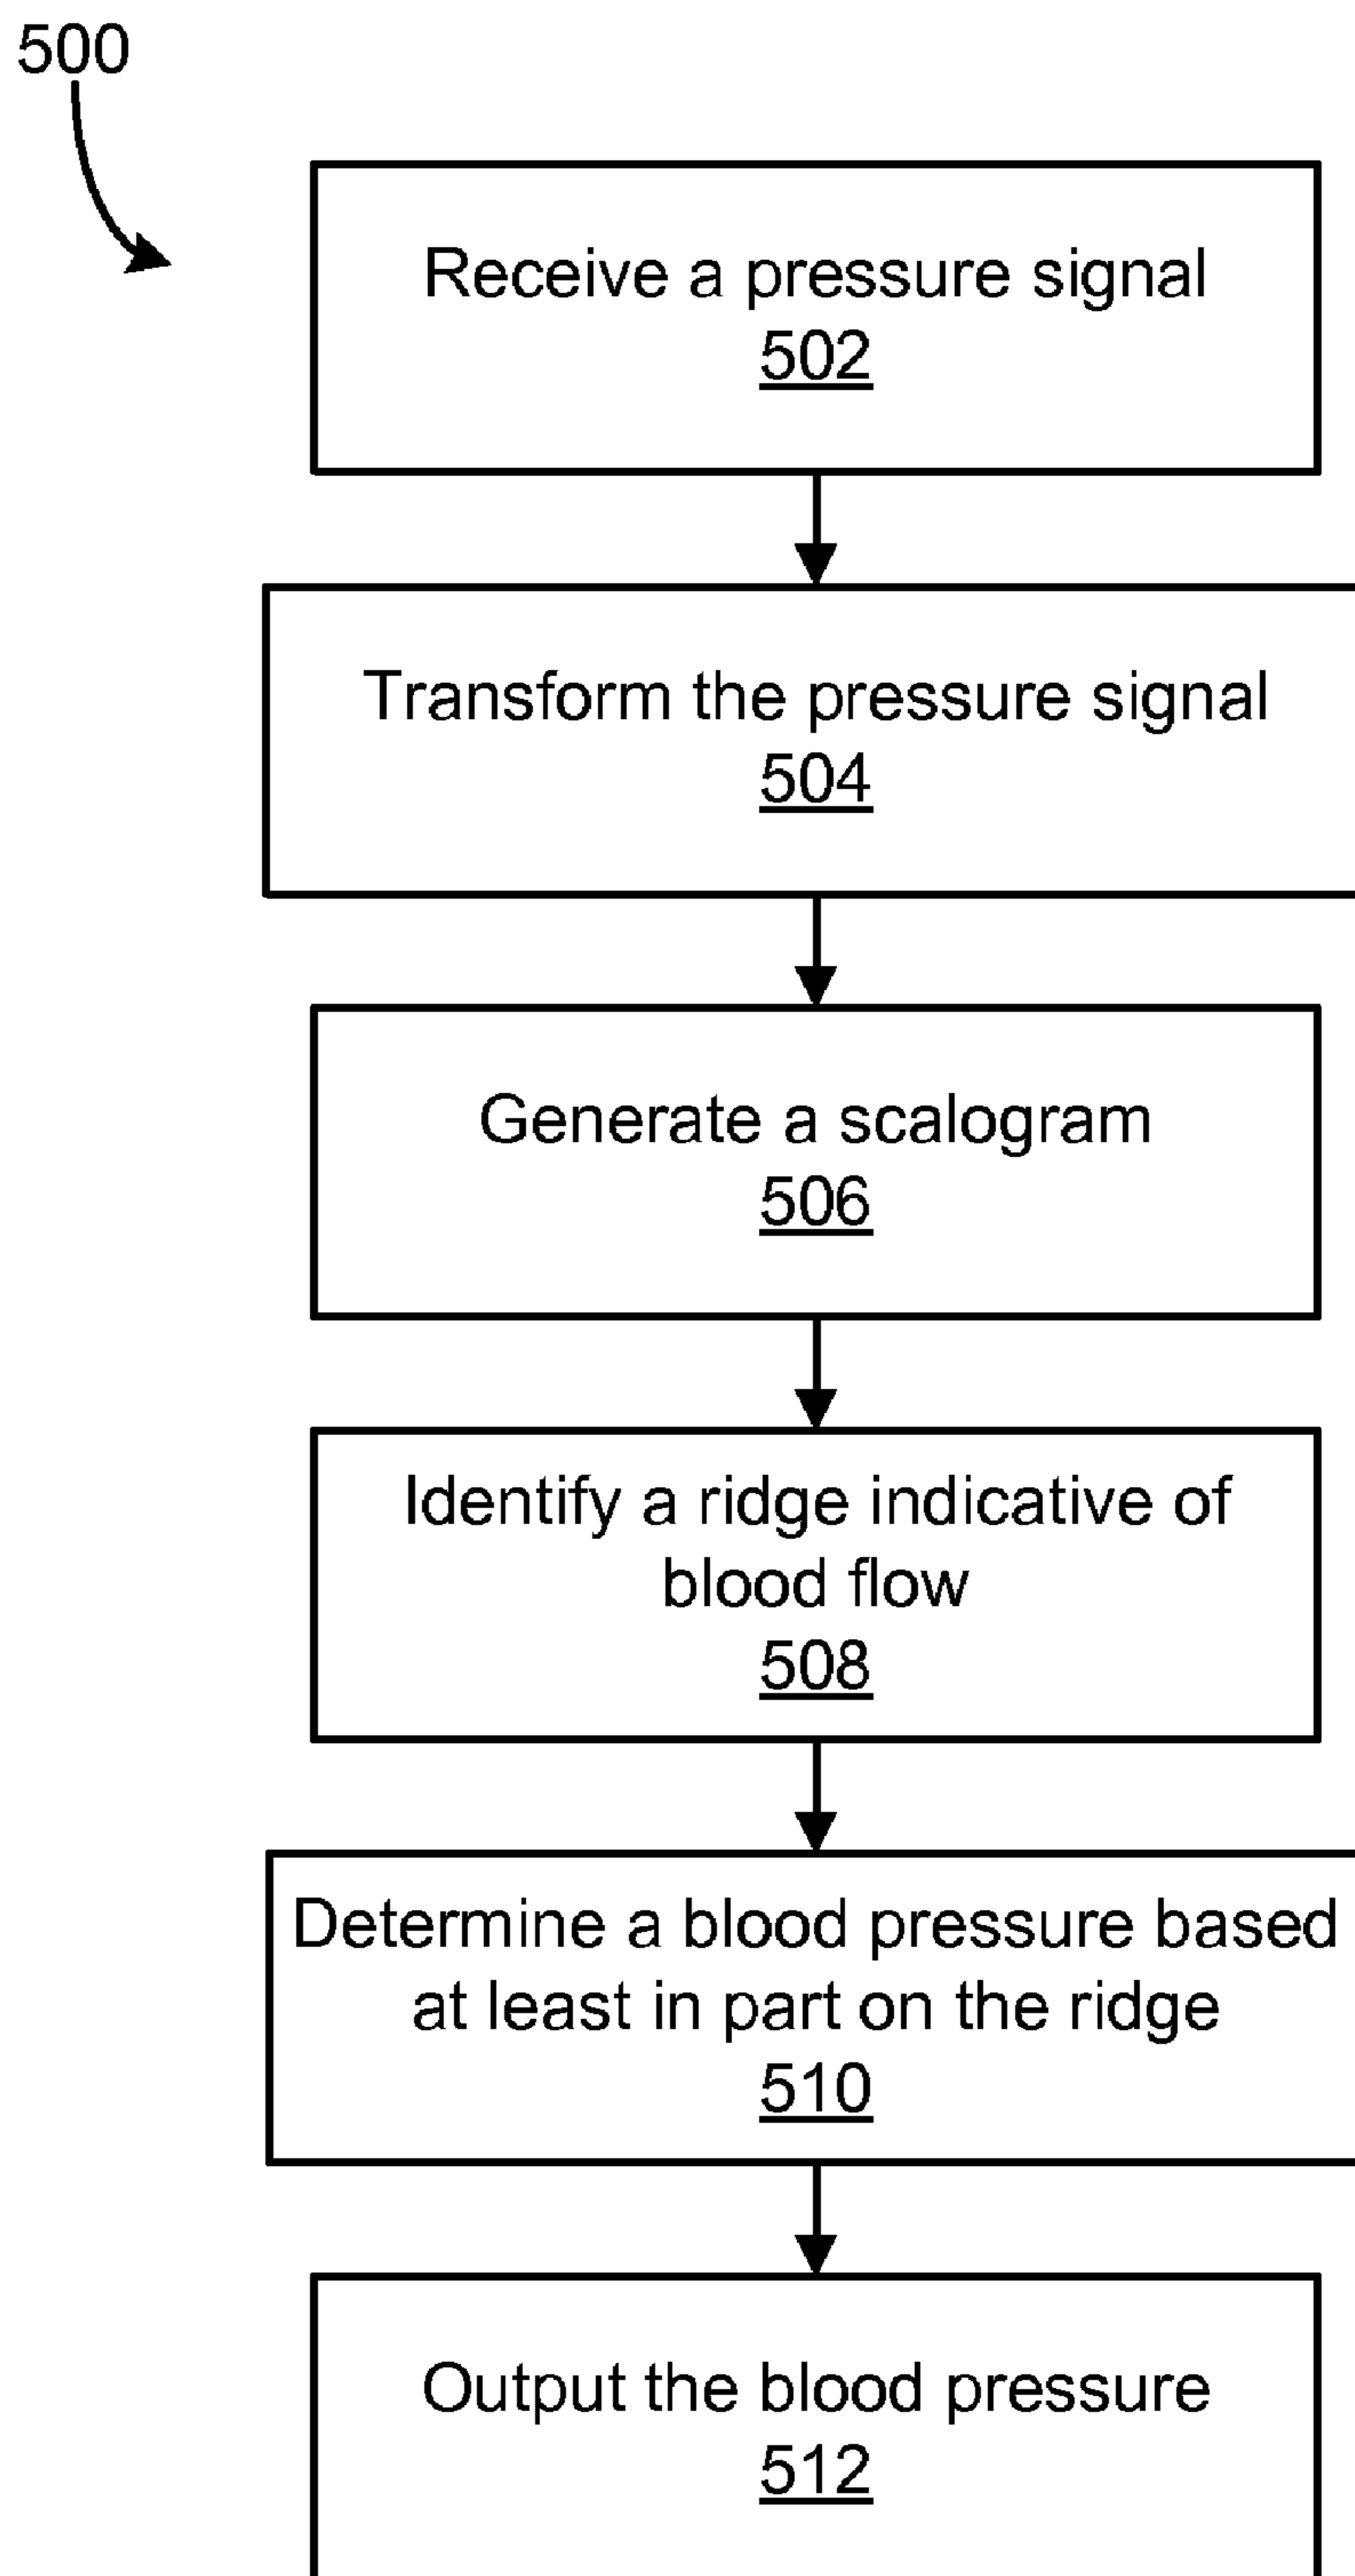 500
Receive a pressure signal
502
Transform the pressure signal
504
Generate a scalogram
506
Identify a ridge indicative of
blood flow
508
Determine a blood pressure based
at least in part on the ridge
510
Output the blood pressure
512